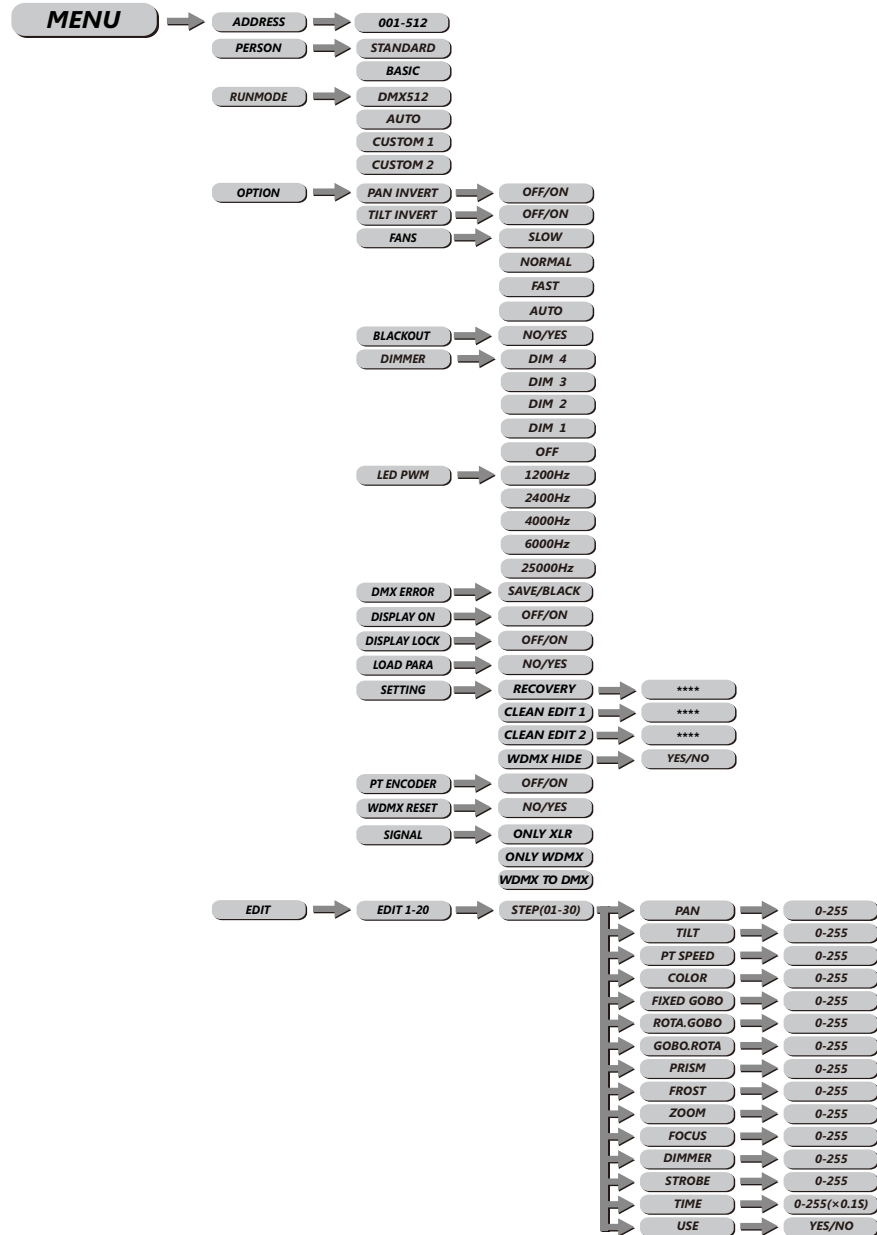 MENU ADDRESS 001-512
PERSON STANDARD
BASIC
RUNMODE DMX512
AUTO
CUSTOM 1
CUSTOM 2
OPTION PAN INVERT OFF/ON
TILT INVERT OFF/ON
FANS SLOW
NORMAL
FAST
AUTO
BLACKOUT NO/YES
DIMMER DIM 4
DIM 3
DIM 2
DIM 1
OFF
LED PWM 1200Hz
2400Hz
4000Hz
6000Hz
25000Hz
DMX ERROR SAVE/BLACK
DISPLAY ON OFF/ON
DISPLAY LOCK OFF/ON
LOAD PARA NO/YES
SETTING RECOVERY ****
CLEAN EDIT 1 ****
CLEAN EDIT 2 ****
WDMX HIDE YES/NO
PT ENCODER OFF/ON
WDMX RESET NO/YES
SIGNAL ONLY XLR
ONLY WDMX
WDMX TO DMX
EDIT EDIT 1-20 STEP(01-30) PAN 0-255
TILT 0-255
PT SPEED 0-255
COLOR 0-255
FIXED GOBO 0-255
ROTA.GOBO 0-255
GOBO.ROTA 0-255
PRISM 0-255
FROST 0-255
ZOOM 0-255
FOCUS 0-255
DIMMER 0-255
STROBE 0-255
TIME 0-255(×0.1S)
USE YES/NO